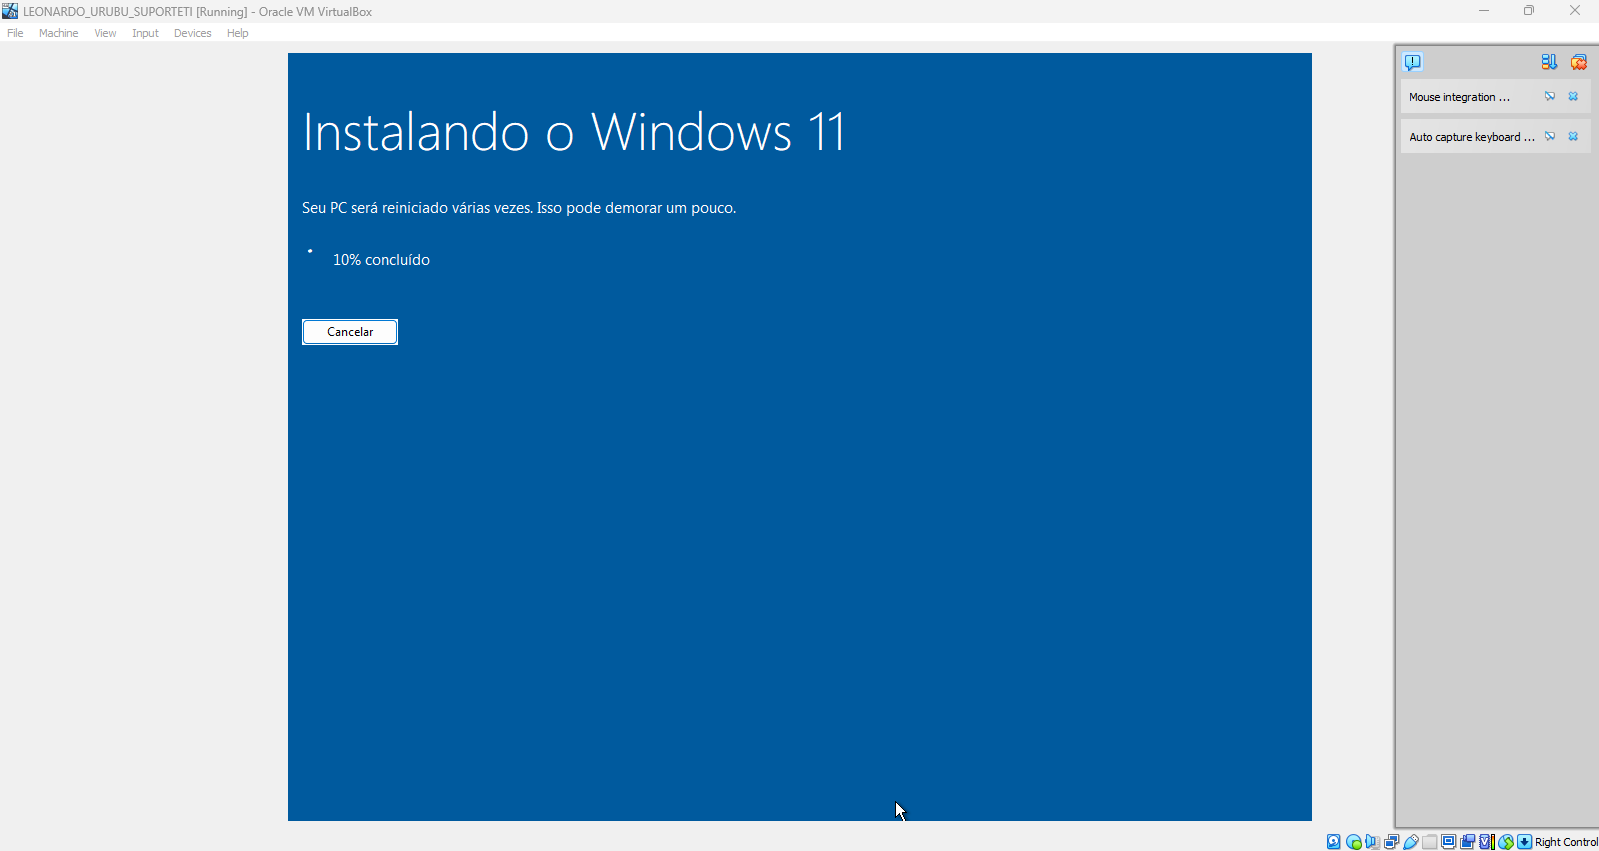 LEONARDO_URUBU_SUPORTETI [Running] - Oracle VM VirtualBox
File Machine View Input Devices Help
Instalando o Windows 11
Seu PC será reiniciado várias vezes. Isso pode demorar um pouco.
10% concluído
Cancelar
Mouse integration ...
Auto capture keyboard ...
Right Control